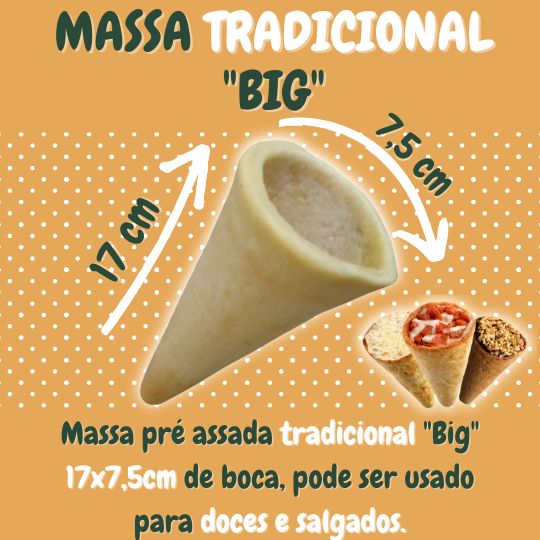 MASSA TRADICIONAL
"BIG"
17 cm
7,5 cm
Massa pré assada tradicional "Big"
17x7,5cm de boca, pode ser usado
para doces e salgados.